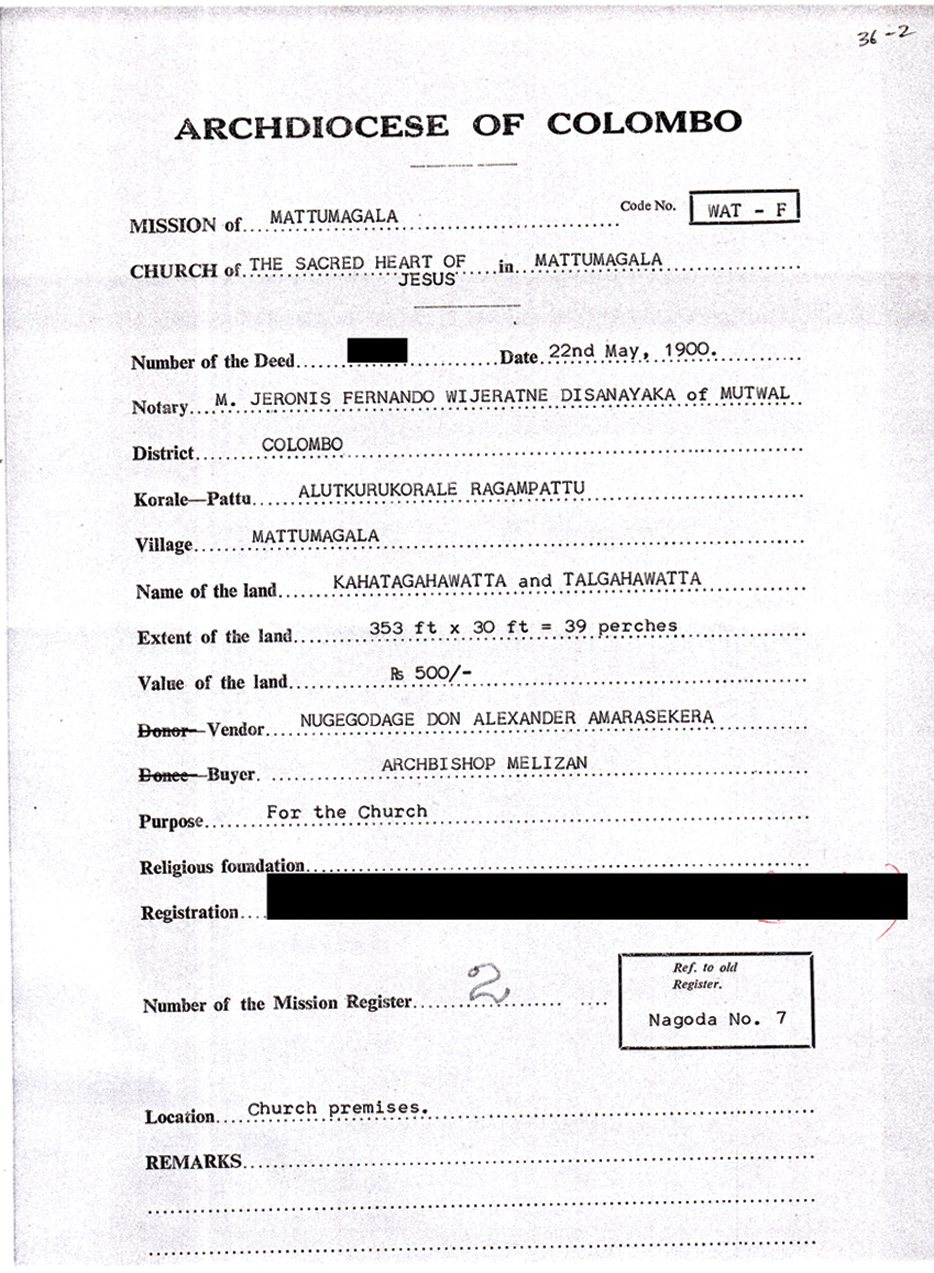 36-2
ARCHDIOCESE OF COLOMBO
Code No. WAT - F
MISSION of MATTUMAGALA
CHURCH of THE SACRED HEART OF JESUS in MATTUMAGALA
Number of the Deed Date 22nd May, 1900.
Notary M. JERONIS FERNANDO WIJERATNE DISANAYAKA of MUTWAL
District COLOMBO
Korale—Pattu ALUTKURUKORALE RAGAMPATTU
Village MATTUMAGALA
Name of the land KAHATAGAHAWATTA and TALGAHAWATTA
Extent of the land 353 ft x 30 ft = 39 perches
Value of the land Rs 500/-
Donor—Vendor NUGEGODAGE DON ALEXANDER AMARASEKERA
Donee—Buyer ARCHBISHOP MELIZAN
Purpose For the Church
Religious foundation
Registration
Ref. to old
Register.
Number of the Mission Register 2
Nagoda No. 7
Location Church premises.
REMARKS